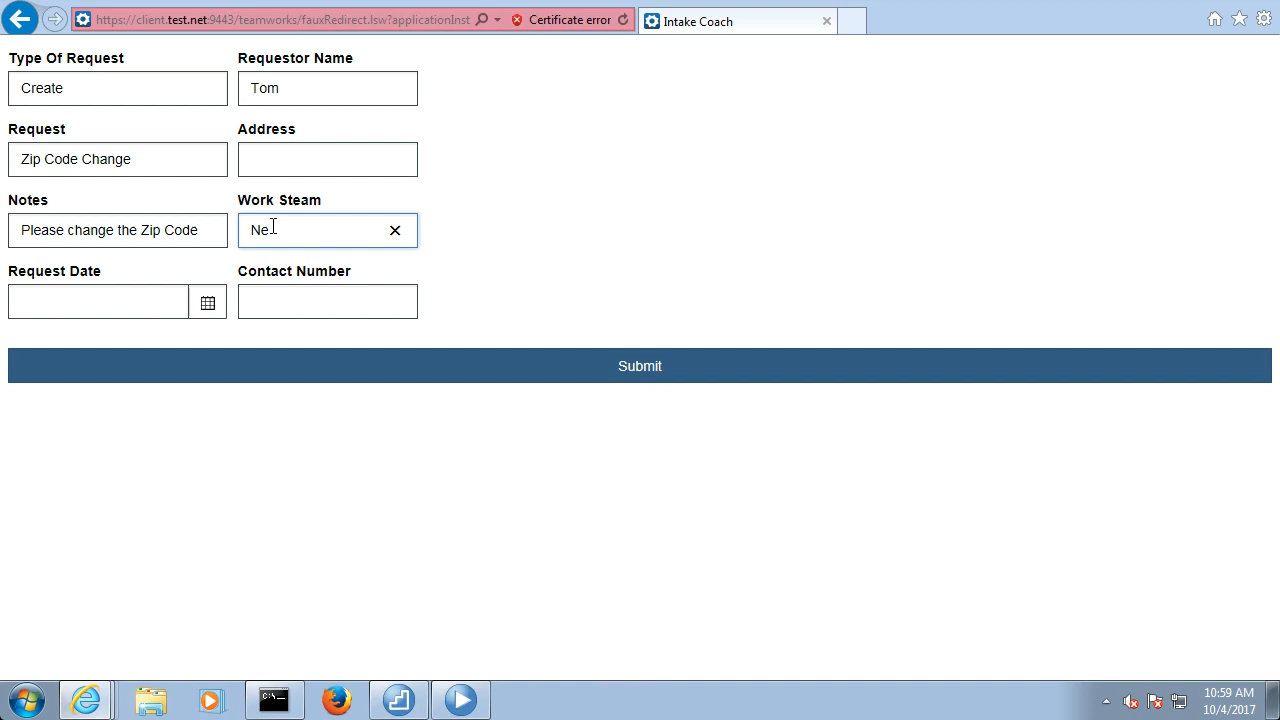 https://client.test.net:9443/teamworks/fauxRedirect.lsw?applicationInst
Certificate error
Intake Coach
Type Of Request
Requestor Name
Create
Tom
Request
Address
Zip Code Change
Notes
Work Steam
Please change the Zip Code
Ne
Request Date
Contact Number
Submit
C:\.
10:59 AM
10/4/2017